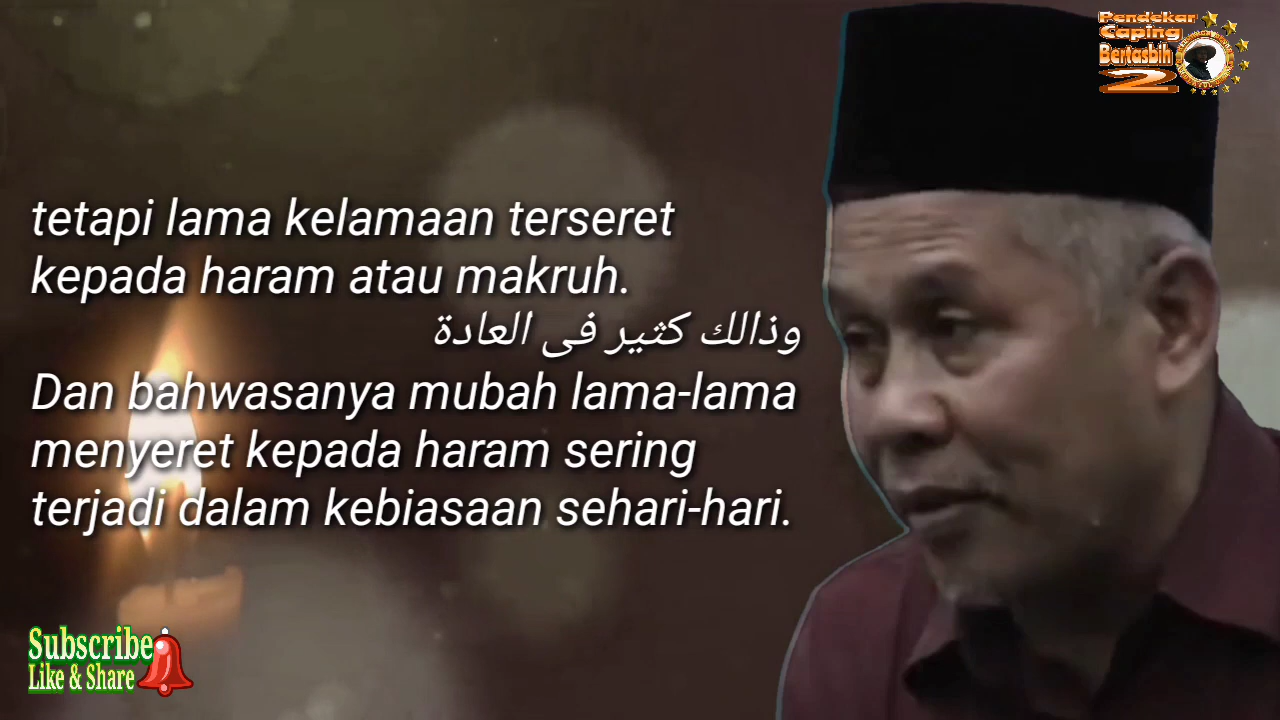 Pendekar
Caping
Bertasbih
2
tetapi lama kelamaan terseret
kepada haram atau makruh.
وذالك كثير فى العادة
Dan bahwasanya mubah lama-lama
menyeret kepada haram sering
terjadi dalam kebiasaan sehari-hari.
Subscribe
Like & Share